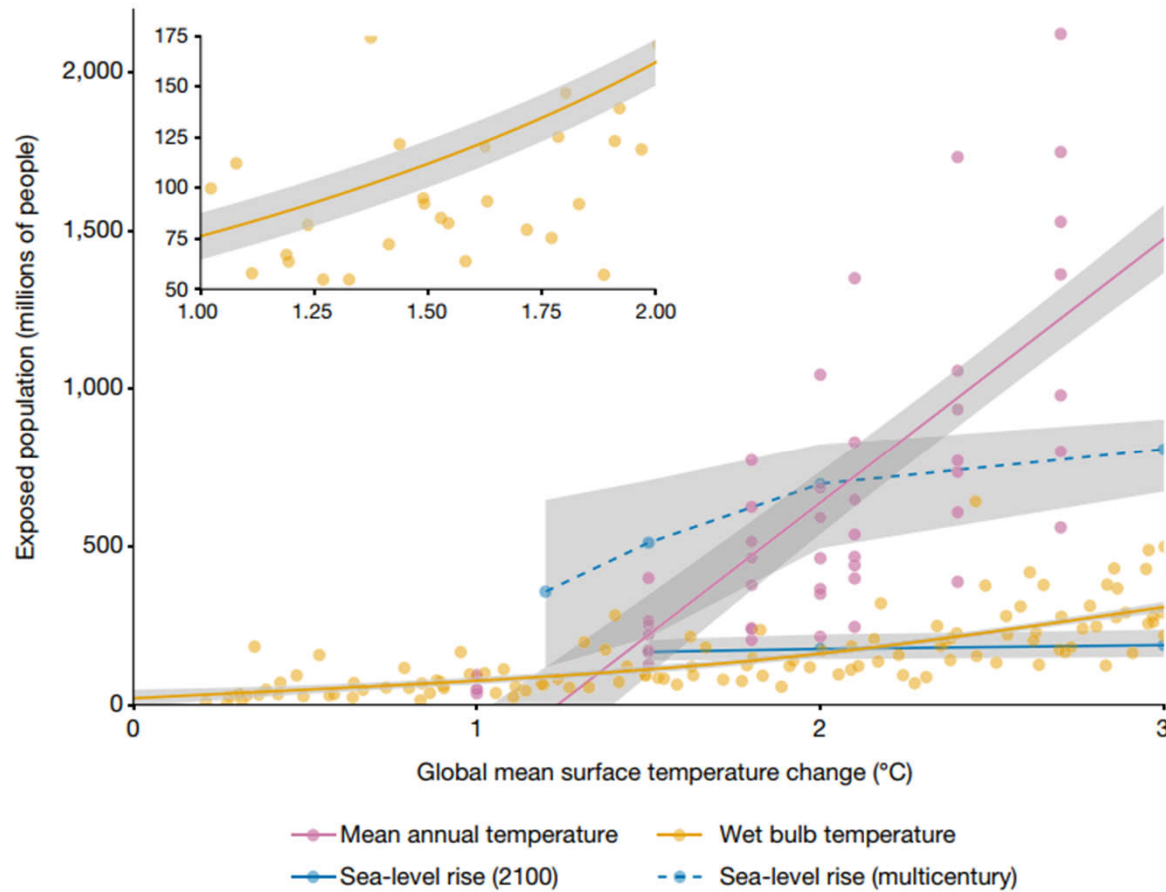 2,000
1,500
1,000
500
0
Exposed population (millions of people)
175
150
125
100
75
50
1.00 1.25 1.50 1.75 2.00
0 1 2 3
Global mean surface temperature change (°C)
Mean annual temperature Wet bulb temperature
Sea-level rise (2100) Sea-level rise (multicentury)